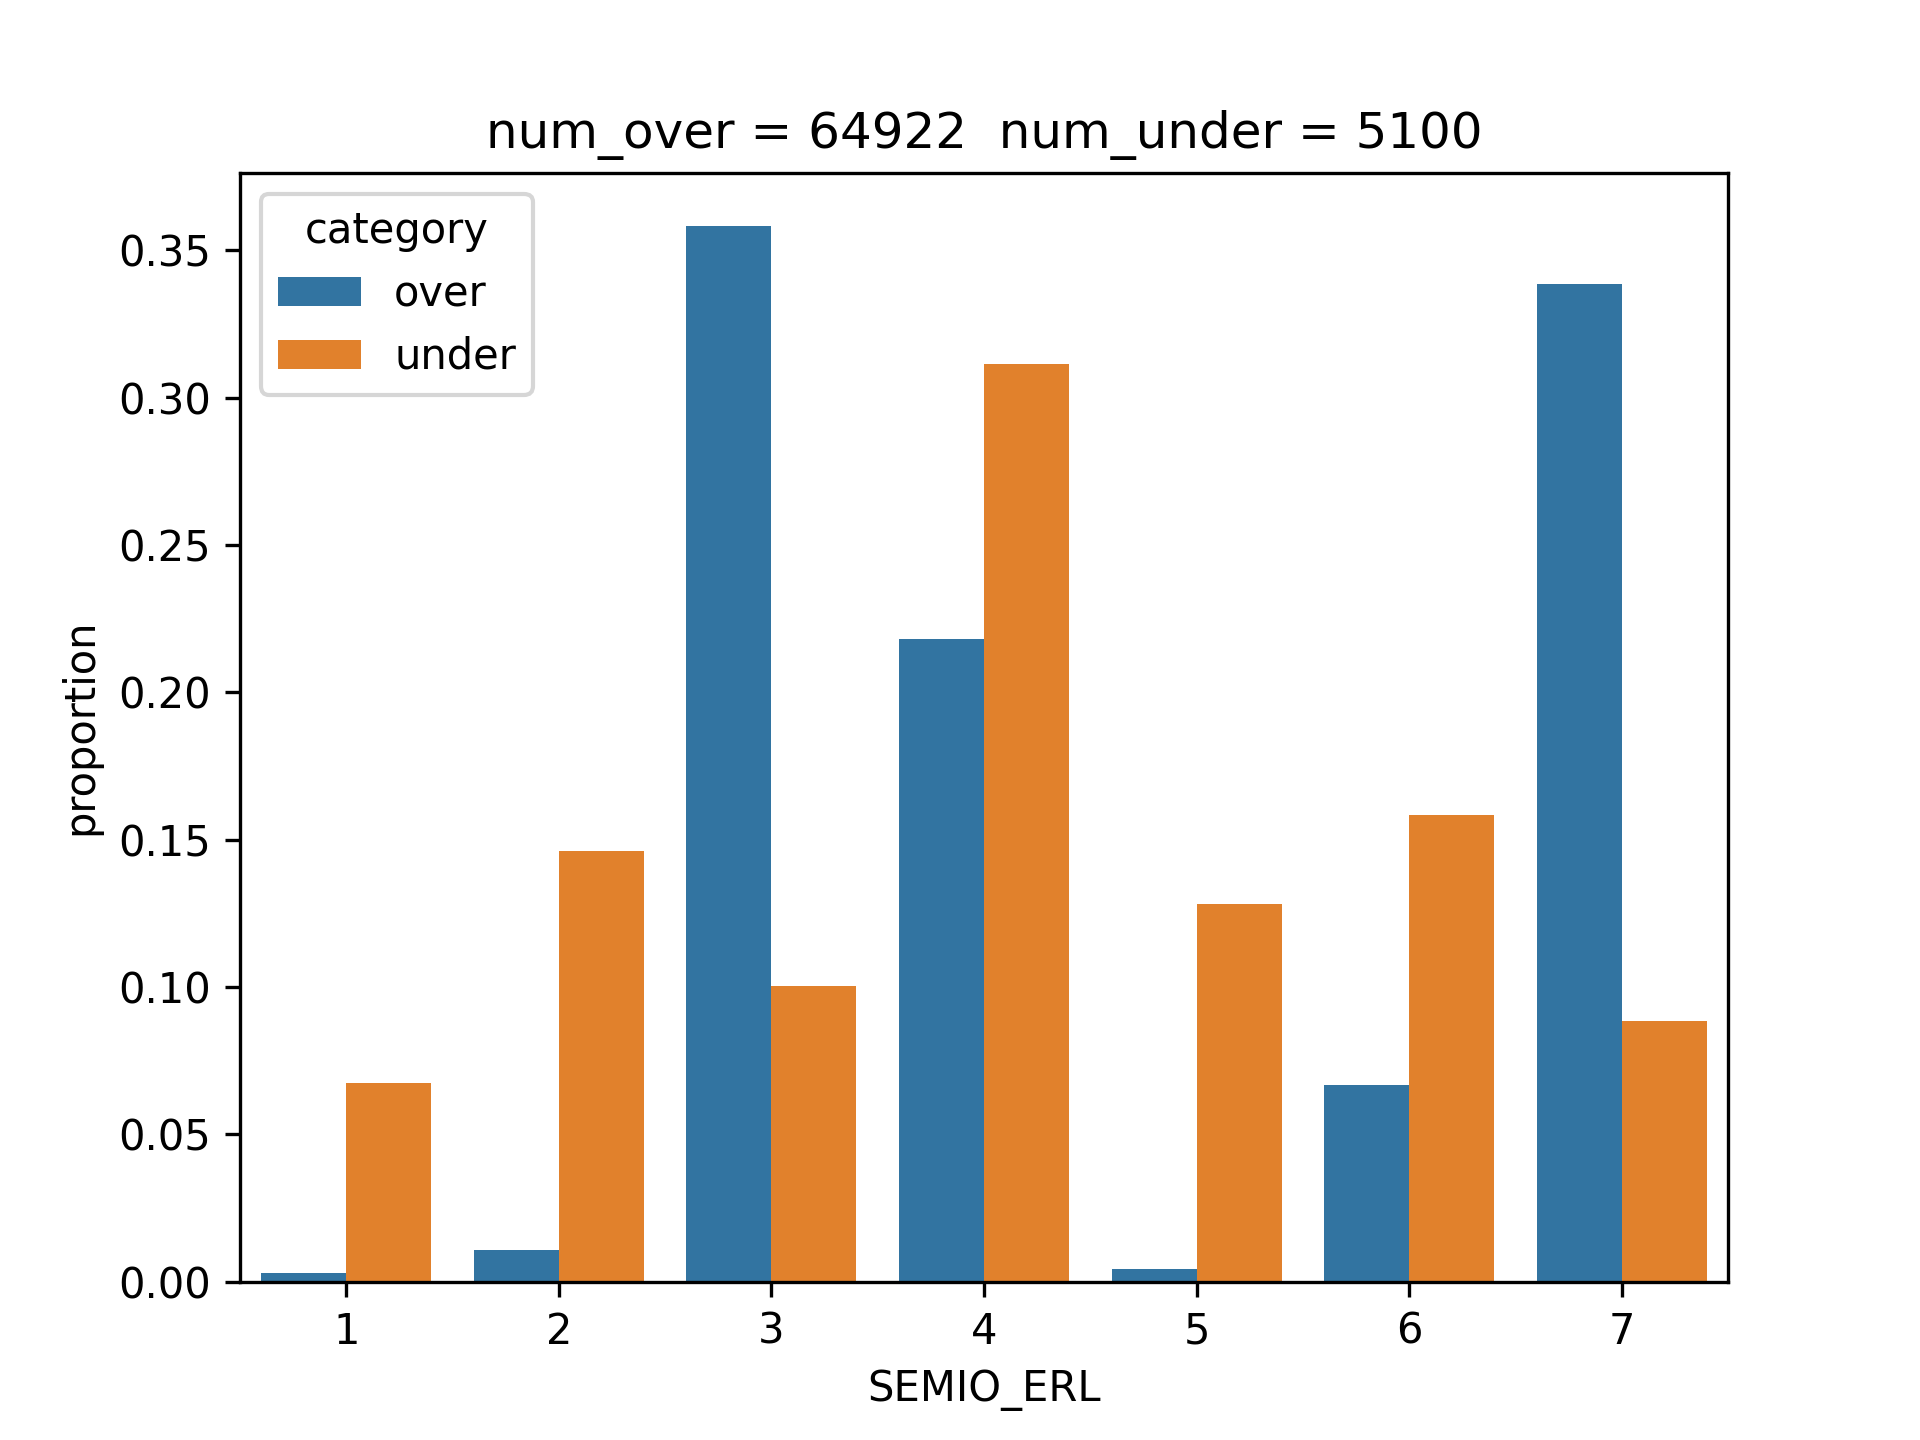 num_over = 64922  num_under = 5100
category
over
under
0.35
0.30
0.25
0.20
0.15
0.10
0.05
0.00
proportion
1 2 3 4 5 6 7
SEMIO_ERL